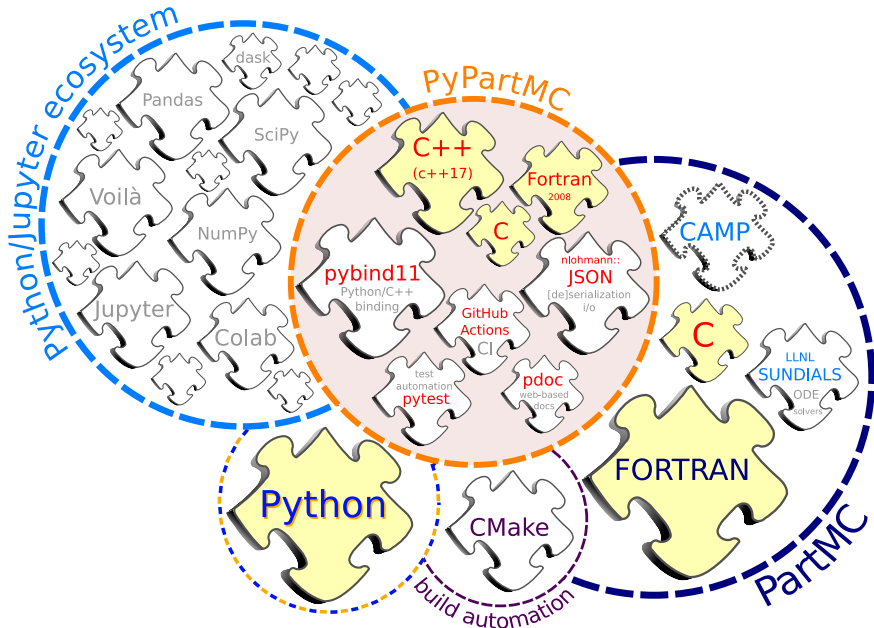 Python/Jupyter ecosystem
dask
Pandas
SciPy
Voilà
NumPy
Jupyter
Colab
PyPartMC
C++
(c++17)
Fortran
2008
C
pybind11
Python/C++
binding
nlohmann::
JSON
[de]serialization
i/o
GitHub
Actions
CI
test
automation
pytest
pdoc
web-based
docs
CAMP
C
LLNL
SUNDIALS
ODE
solvers
FORTRAN
PartMC
Python
CMake
build automation